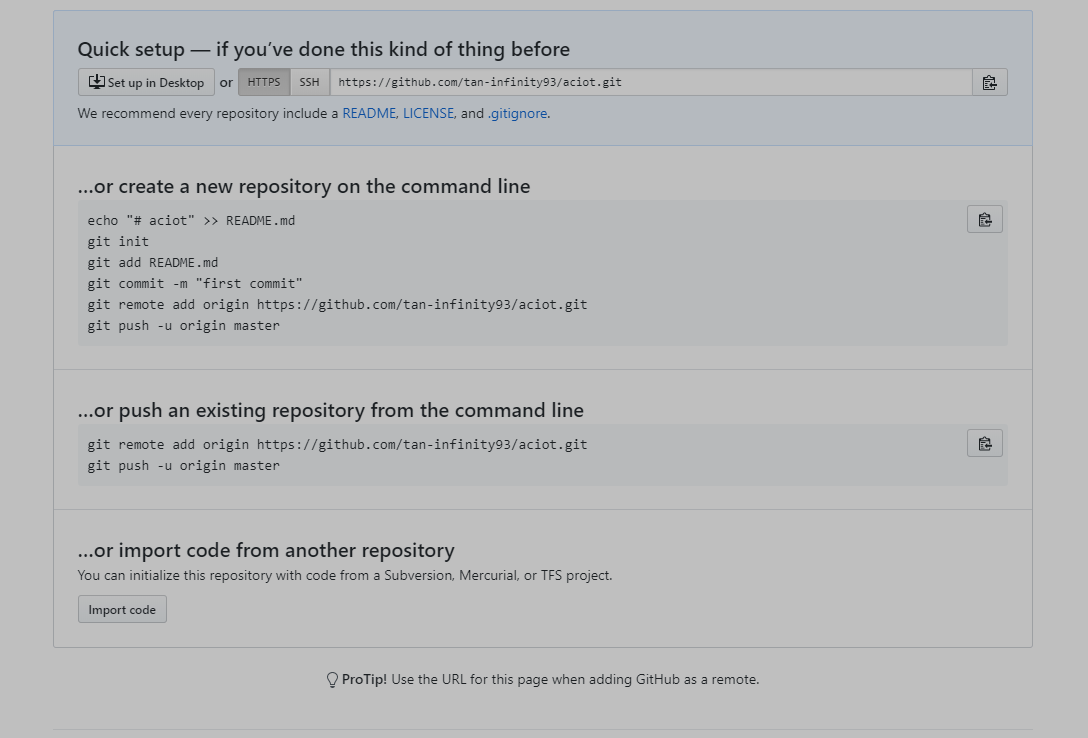 Quick setup — if you’ve done this kind of thing before
Set up in Desktop or HTTPS SSH https://github.com/tan-infinity93/aciot.git
We recommend every repository include a README, LICENSE, and .gitignore.
…or create a new repository on the command line
echo "# aciot" >> README.md
git init
git add README.md
git commit -m "first commit"
git remote add origin https://github.com/tan-infinity93/aciot.git
git push -u origin master
…or push an existing repository from the command line
git remote add origin https://github.com/tan-infinity93/aciot.git
git push -u origin master
…or import code from another repository
You can initialize this repository with code from a Subversion, Mercurial, or TFS project.
Import code
ProTip! Use the URL for this page when adding GitHub as a remote.